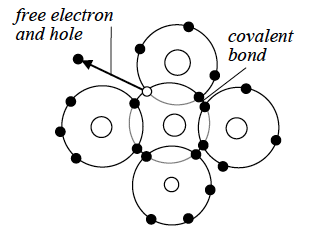 free electron
and hole
covalent
bond